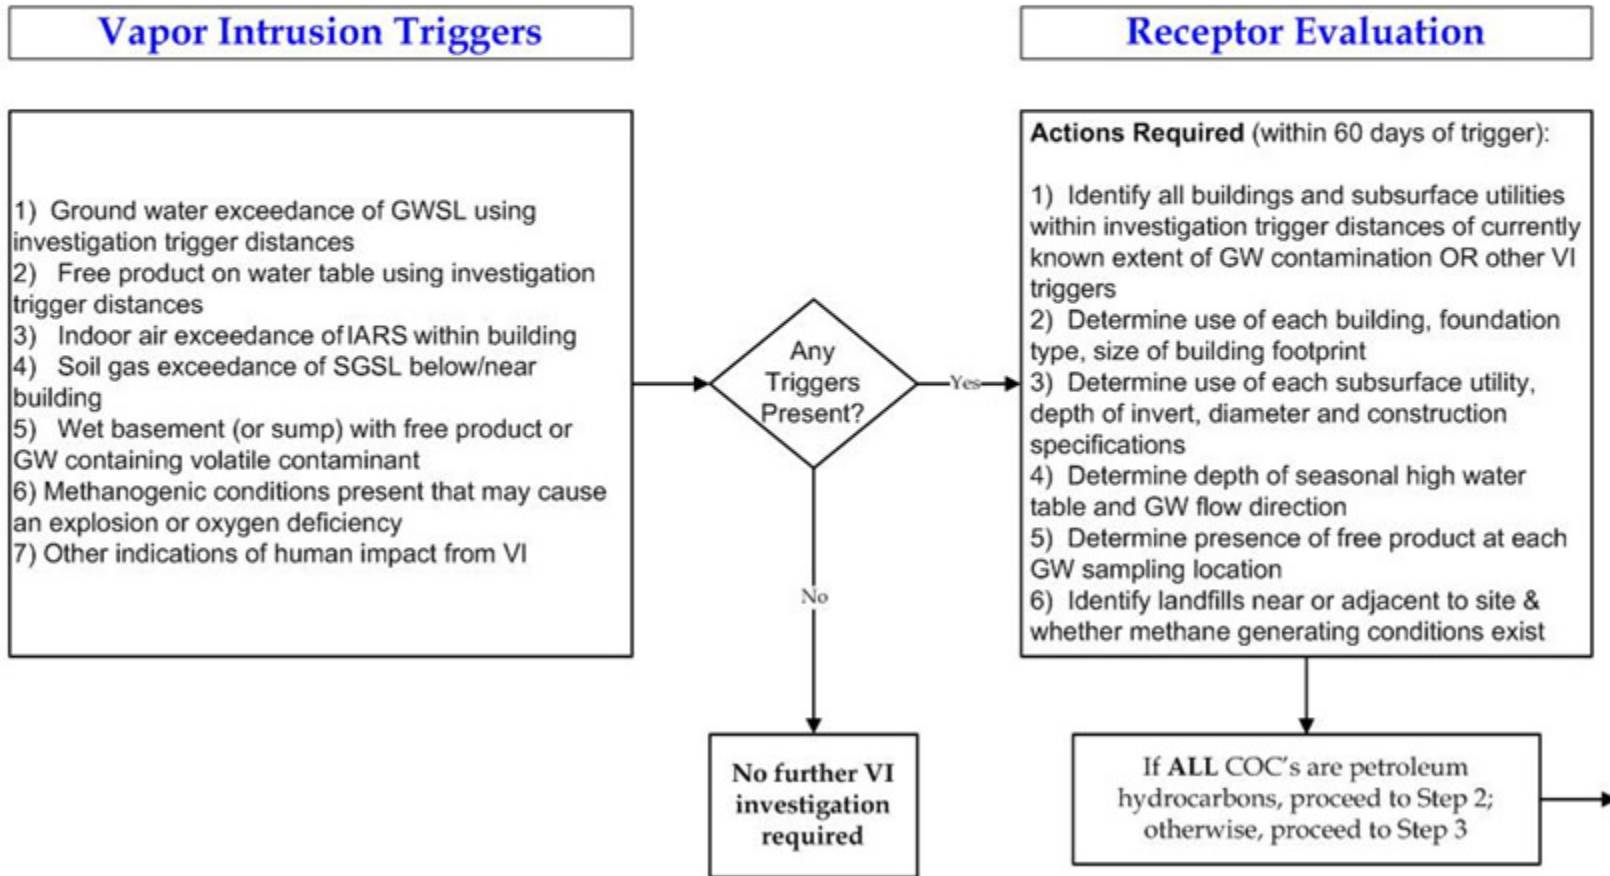 Vapor Intrusion Triggers
1) Ground water exceedance of GWSL using
investigation trigger distances
2) Free product on water table using investigation
trigger distances
3) Indoor air exceedance of IARS within building
4) Soil gas exceedance of SGSL below/near
building
5) Wet basement (or sump) with free product or
GW containing volatile contaminant
6) Methanogenic conditions present that may cause
an explosion or oxygen deficiency
7) Other indications of human impact from VI
Any
Triggers
Present?
Yes
No
No further VI
investigation
required
Receptor Evaluation
Actions Required (within 60 days of trigger):
1) Identify all buildings and subsurface utilities
within investigation trigger distances of currently
known extent of GW contamination OR other VI
triggers
2) Determine use of each building, foundation
type, size of building footprint
3) Determine use of each subsurface utility,
depth of invert, diameter and construction
specifications
4) Determine depth of seasonal high water
table and GW flow direction
5) Determine presence of free product at each
GW sampling location
6) Identify landfills near or adjacent to site &
whether methane generating conditions exist
If ALL COC's are petroleum
hydrocarbons, proceed to Step 2;
otherwise, proceed to Step 3